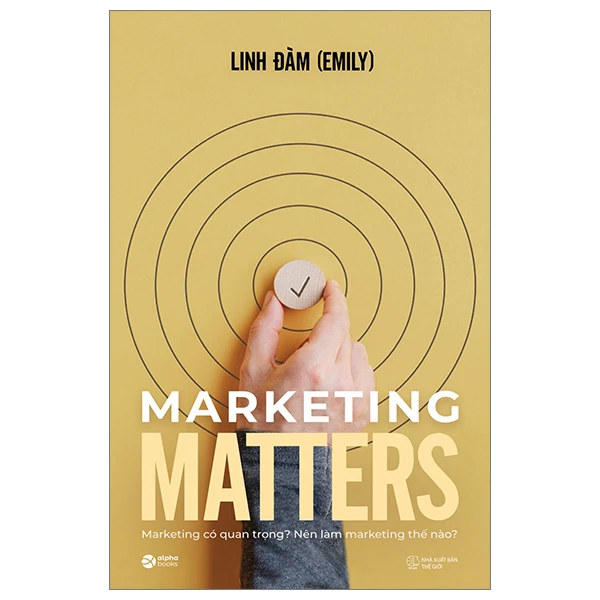 LINH ĐÀM (EMILY)
MARKETING
MATTERS
Marketing có quan trọng? Nên làm marketing thế nào?
alpha
books
NHÀ XUẤT BẢN
THẾ GIỚI